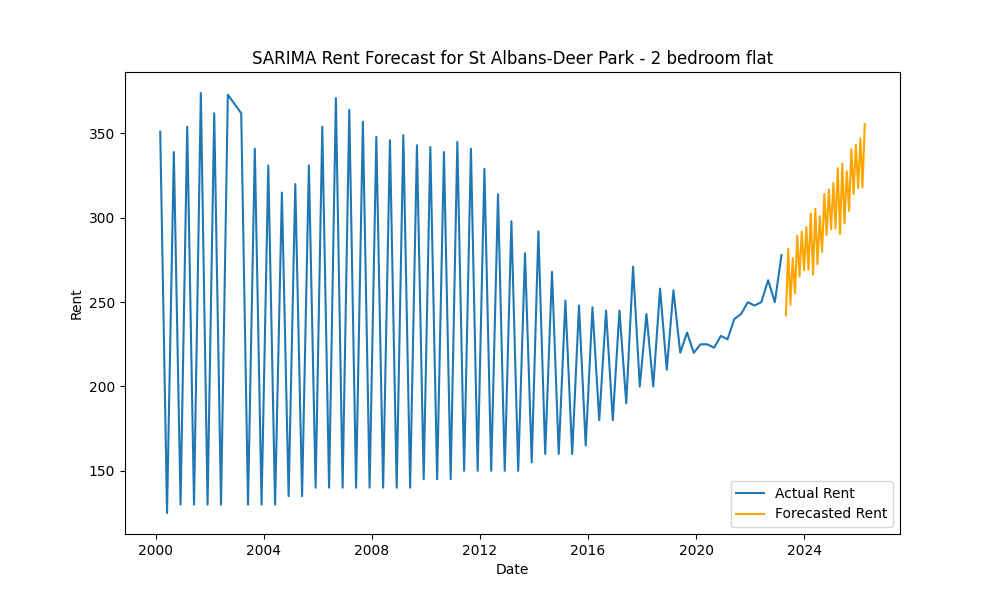 SARIMA Rent Forecast for St Albans-Deer Park - 2 bedroom flat
Rent
350
300
250
200
150
2000 2004 2008 2012 2016 2020 2024
Date
Actual Rent
Forecasted Rent